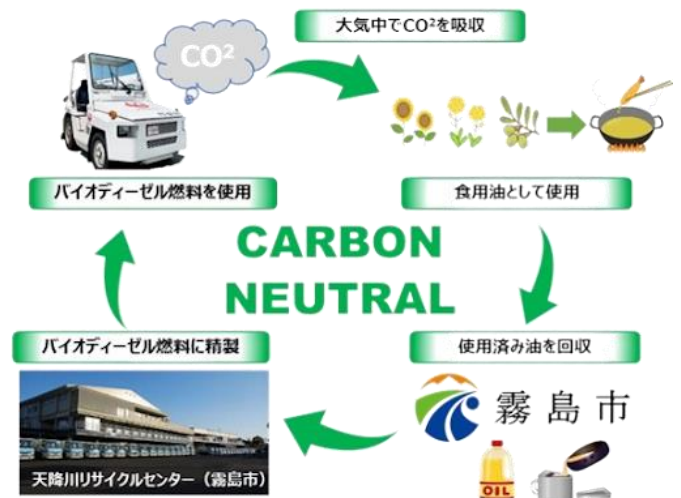 大気中でCO²を吸収
CO²
バイオディーゼル燃料を使用
食用油として使用
CARBON
NEUTRAL
バイオディーゼル燃料に精製
使用済み油を回収
霧島市
天降川リサイクルセンター（霧島市）
OIL